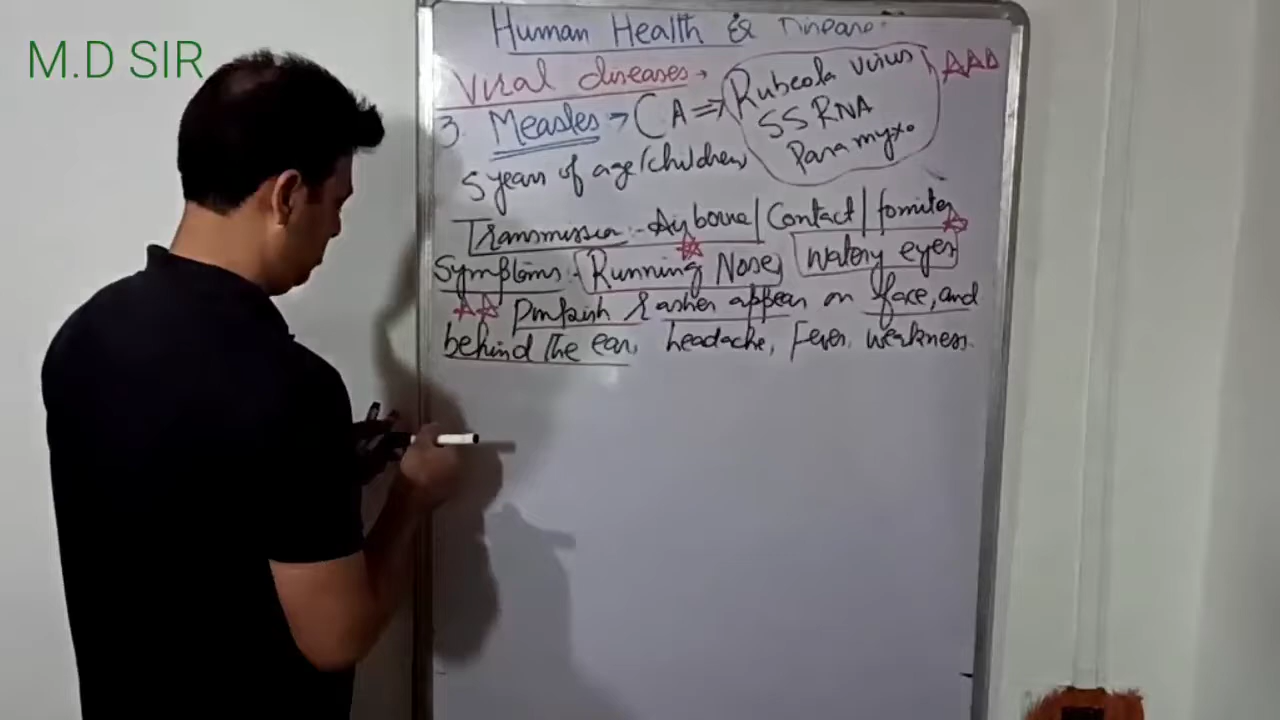 M.D SIR
Human Health & Disease
Viral diseases →
3. Measles → CA ⇒ Rubeola virus
SS RNA
Para myxo
5 years of age/children
Transmission :- Airborne/ Contact/ fomites
Symptoms :- Running Nose, Watery eyes
Pinkish Rashes appear on face, and
behind The ear, headache, Fever, weakness.